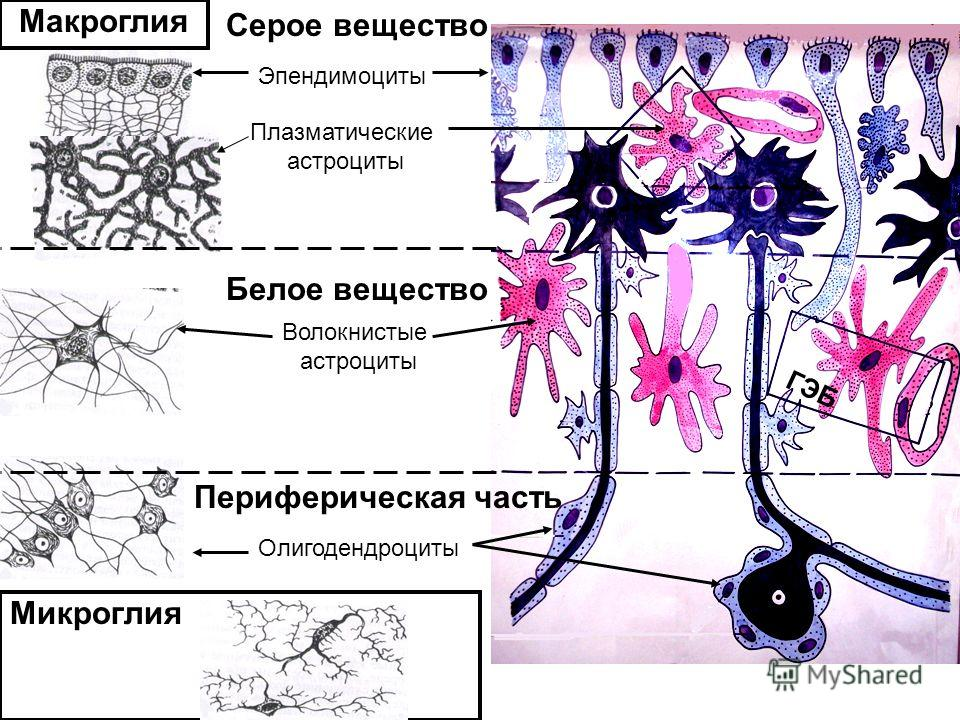 Макроглия
Серое вещество
Эпендимоциты
Плазматические
астроциты
Белое вещество
Волокнистые
астроциты
ГЭБ
Периферическая часть
Олигодендроциты
Микроглия
MyShared